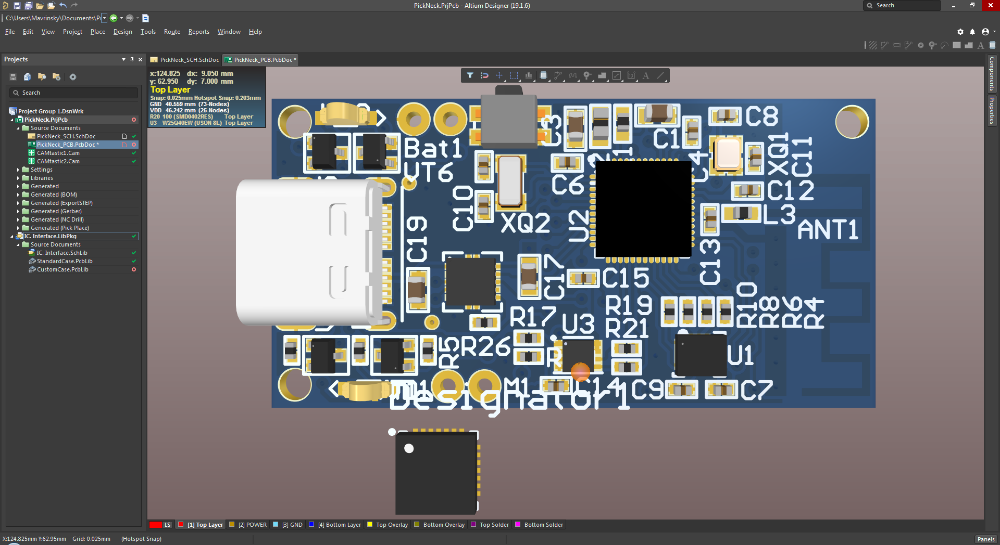 PickNeck.PrjPcb - Altium Designer (19.1.6)
Search
C:\Users\Mavrinsky\Documents\Pr
File Edit View Project Place Design Tools Route Reports Window Help
Projects
PickNeck_SCH.SchDoc
PickNeck_PCB.PcbDoc *
Search
Project Group 1.DsnWrk
PickNeck.PrjPcb
Source Documents
PickNeck_SCH.SchDoc
PickNeck_PCB.PcbDoc *
CAMtastic1.Cam
CAMtastic2.Cam
Settings
Libraries
Generated
Generated (BOM)
Generated (ExportSTEP)
Generated (Gerber)
Generated (NC Drill)
Generated (Pick Place)
IC. Interface.LibPkg
Source Documents
IC. Interface.SchLib
StandardCase.PcbLib
CustomCase.PcbLib
x:124.825 dx: 9.050 mm
y: 62.950 dy: 7.000 mm
Top Layer
Snap: 0.025mm Hotspot Snap: 0.203mm
GND 40.559 mm (73-Nodes)
VDD 46.242 mm (25-Nodes)
R20 100 (SMD0402RES) Top Layer
U3 W25Q40EW (USON 8L) Top Layer
Components
Properties
Bat1
VT6
C8
C1
XQ1
C11
C6
C12
C10
XQ2
U2
L3
ANT1
C19
C13
C17
C15
R10
R8
R6
R4
R19
R17
U3
R21
R5
R26
U1
M1
C14
C9
C7
Designator1
LS
[1] Top Layer
[2] POWER
[3] GND
[4] Bottom Layer
Top Overlay
Bottom Overlay
Top Solder
Bottom Solder
X:124.825mm Y:62.95mm Grid: 0.025mm (Hotspot Snap)
Panels